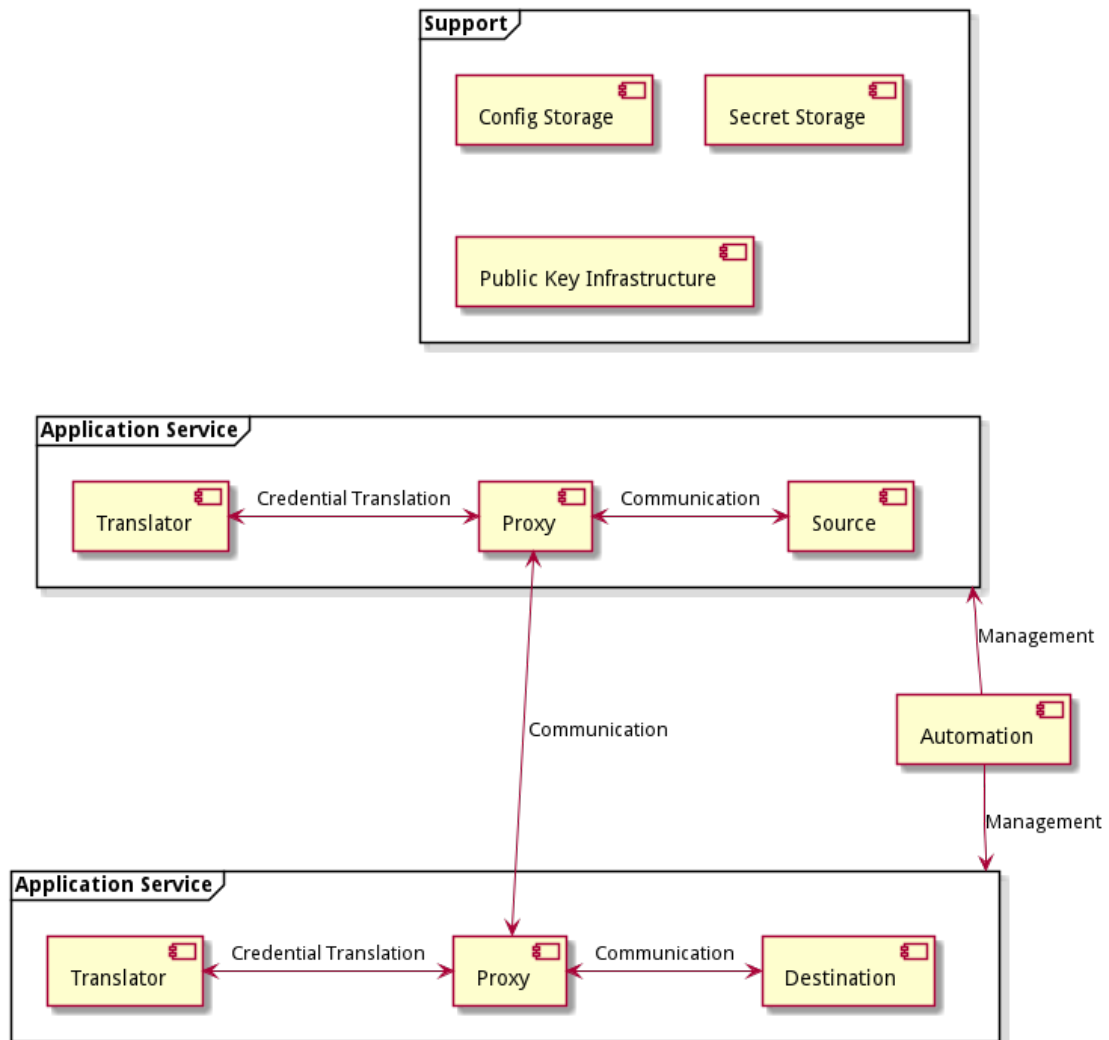 Support
Config Storage
Secret Storage
Public Key Infrastructure
Application Service
Translator
Credential Translation
Proxy
Communication
Source
Management
Communication
Automation
Management
Application Service
Translator
Credential Translation
Proxy
Communication
Destination